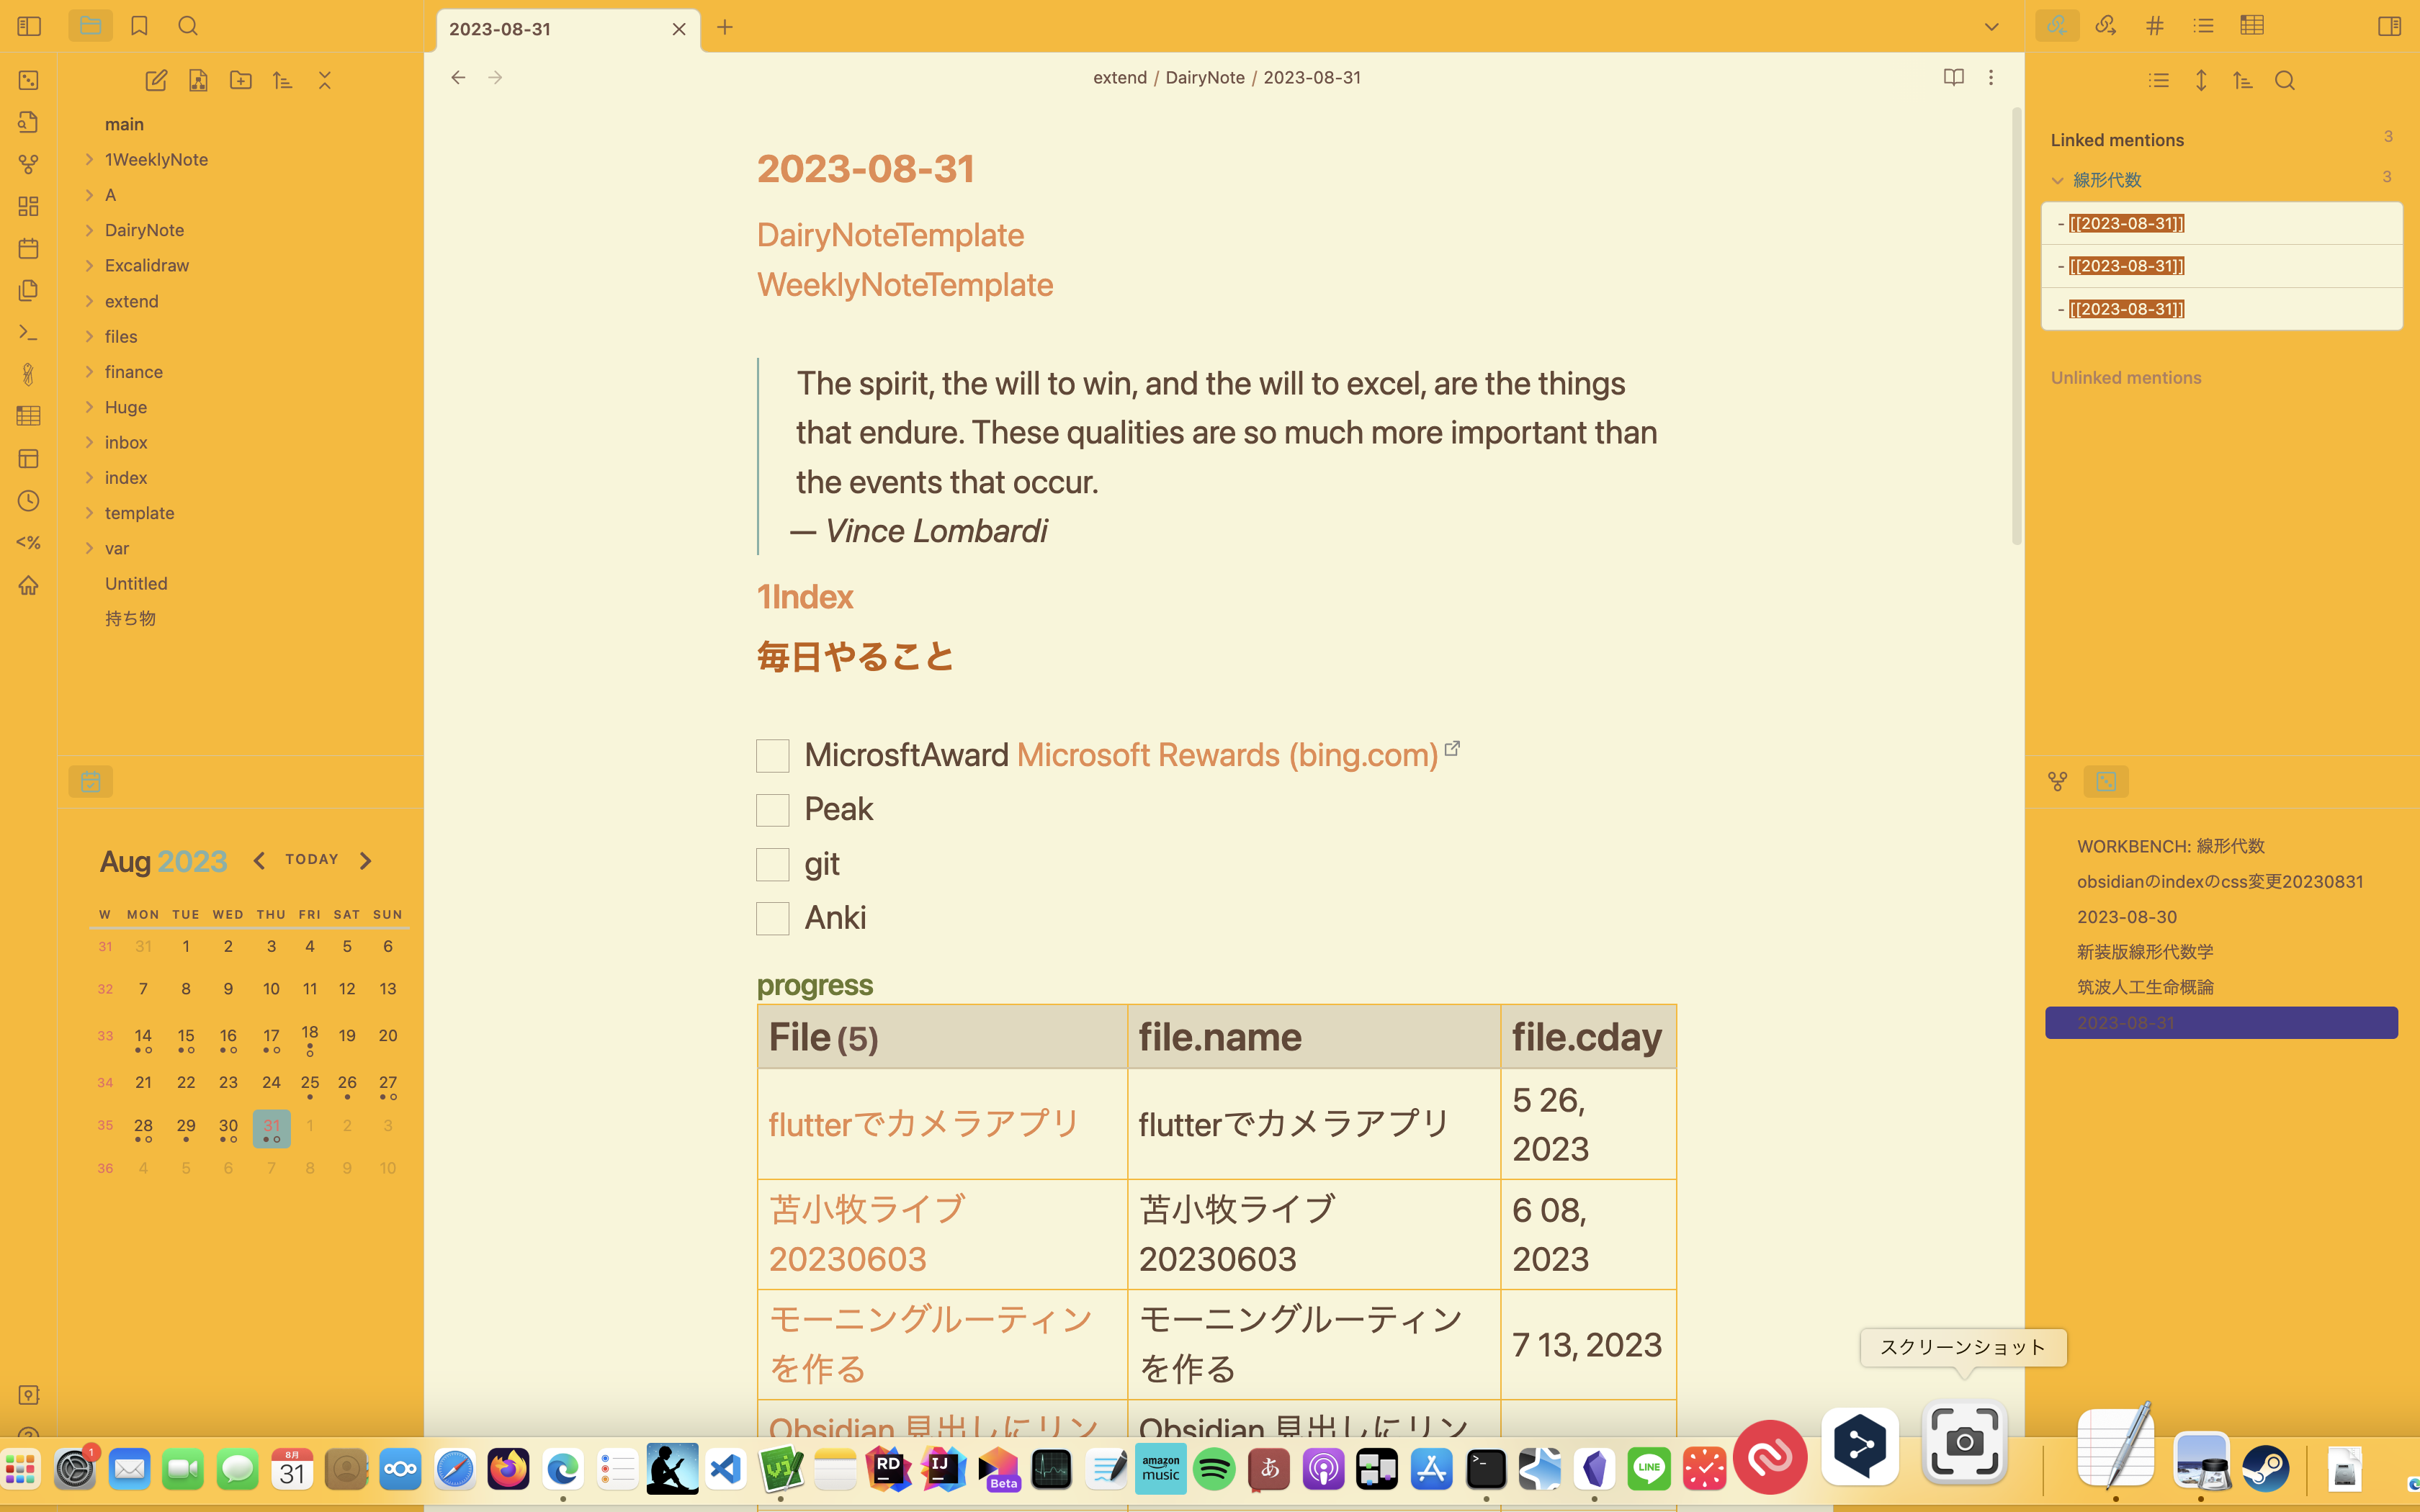 2023-08-31
extend / DairyNote / 2023-08-31
main
1WeeklyNote
A
DairyNote
Excalidraw
extend
files
finance
Huge
inbox
index
template
var
Untitled
持ち物
<%
Aug 2023
TODAY
W MON TUE WED THU FRI SAT SUN
31 31 1 2 3 4 5 6
32 7 8 9 10 11 12 13
33 14 15 16 17 18 19 20
34 21 22 23 24 25 26 27
35 28 29 30 31 1 2 3
36 4 5 6 7 8 9 10
2023-08-31
DairyNoteTemplate
WeeklyNoteTemplate
The spirit, the will to win, and the will to excel, are the things
that endure. These qualities are so much more important than
the events that occur.
— Vince Lombardi
1Index
毎日やること
MicrosftAward Microsoft Rewards (bing.com)
Peak
git
Anki
progress
File (5) file.name file.cday
flutterでカメラアプリ flutterでカメラアプリ 5 26,
2023
苫小牧ライブ 苫小牧ライブ 6 08,
20230603 20230603 2023
モーニングルーティン モーニングルーティン 7 13, 2023
を作る を作る
Obsidian 見出しにリン Obsidian 見出しにリン
Linked mentions 3
線形代数 3
- [[2023-08-31]]
- [[2023-08-31]]
- [[2023-08-31]]
Unlinked mentions
WORKBENCH: 線形代数
obsidianのindexのcss変更20230831
2023-08-30
新装版線形代数学
筑波人工生命概論
2023-08-31
スクリーンショット
1
8月
31
RD
IJ
Beta
amazon
music
あ
>_
LINE